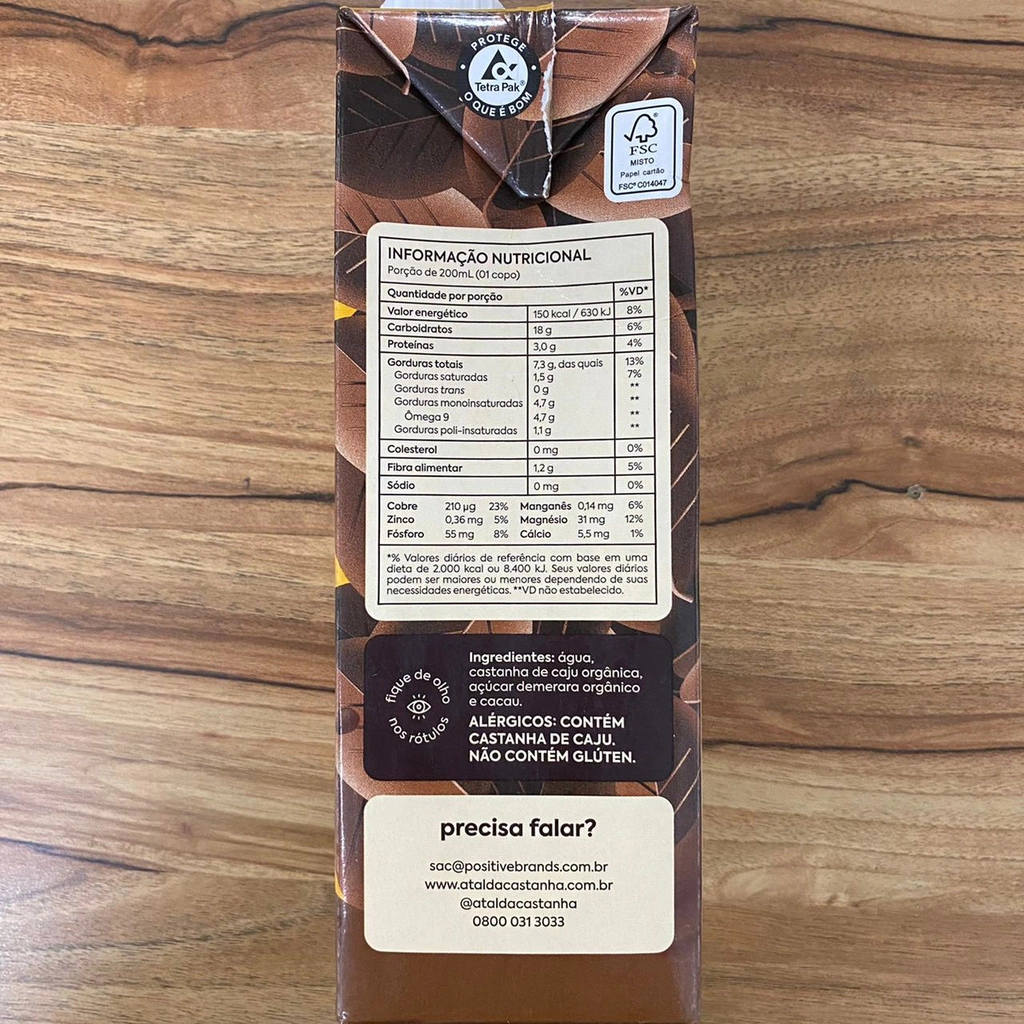 PROTEGE
Tetra Pak®
O QUE É BOM
FSC®
MISTO
Papel cartão
FSC® C014047
INFORMAÇÃO NUTRICIONAL
Porção de 200mL (01 copo)
Quantidade por porção %VD*
Valor energético 150 kcal / 630 kJ 8%
Carboidratos 18 g 6%
Proteínas 3,0 g 4%
Gorduras totais 7,3 g, das quais 13%
Gorduras saturadas 1,5 g 7%
Gorduras trans 0 g **
Gorduras monoinsaturadas 4,7 g **
Ômega 9 4,7 g **
Gorduras poli-insaturadas 1,1 g **
Colesterol 0 mg 0%
Fibra alimentar 1,2 g 5%
Sódio 0 mg 0%
Cobre 210 µg 23% Manganês 0,14 mg 6%
Zinco 0,36 mg 5% Magnésio 31 mg 12%
Fósforo 55 mg 8% Cálcio 5,5 mg 1%
*% Valores diários de referência com base em uma
dieta de 2.000 kcal ou 8.400 kJ. Seus valores diários
podem ser maiores ou menores dependendo de suas
necessidades energéticas. **VD não estabelecido.
fique de olho
nos rótulos
Ingredientes: água,
castanha de caju orgânica,
açúcar demerara orgânico
e cacau.
ALÉRGICOS: CONTÉM
CASTANHA DE CAJU.
NÃO CONTÉM GLÚTEN.
precisa falar?
sac@positivebrands.com.br
www.ataldacastanha.com.br
@ataldacastanha
0800 031 3033